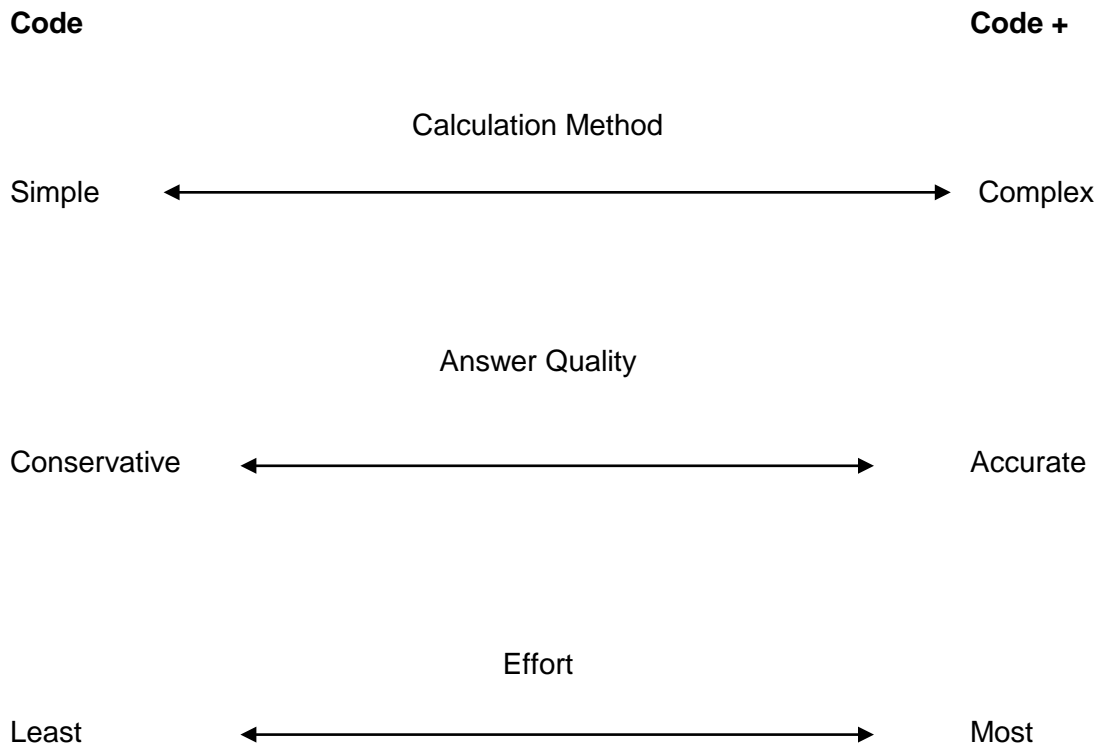 Code Code +
Calculation Method
Simple Complex
Answer Quality
Conservative Accurate
Effort
Least Most